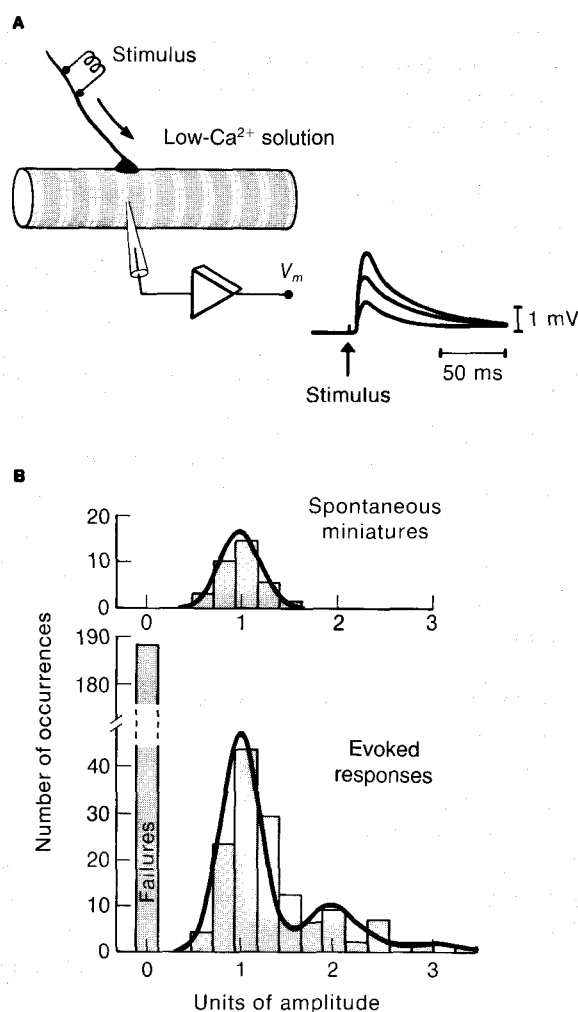 A
Stimulus
Low-Ca²⁺ solution
Vₘ
1 mV
50 ms
Stimulus
B
Spontaneous
miniatures
20
10
0
0 1 2 3
Number of occurrences
190
180
40
30
20
10
0
Failures
Evoked
responses
0 1 2 3
Units of amplitude